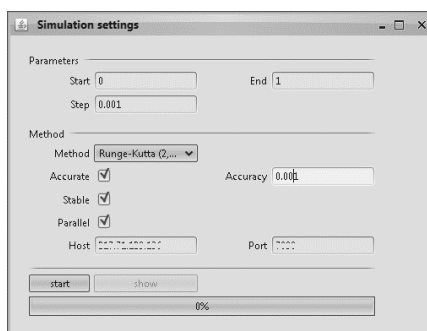 Simulation settings
Parameters
Start 0 End 1
Step 0.001
Method
Method Runge-Kutta (2,...
Accurate Accuracy 0.001
Stable
Parallel
Host Port
start show
0%